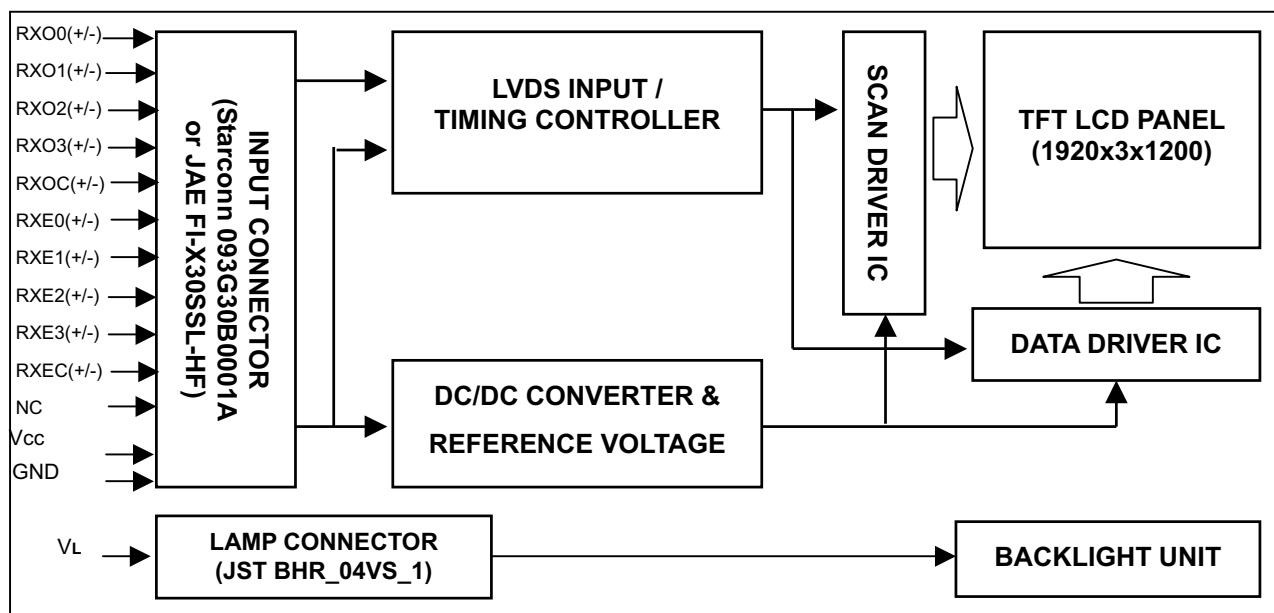 RXO0(+/-)
RXO1(+/-)
RXO2(+/-)
RXO3(+/-)
RXOC(+/-)
RXE0(+/-)
RXE1(+/-)
RXE2(+/-)
RXE3(+/-)
RXEC(+/-)
NC
Vcc
GND
INPUT CONNECTOR
(Starconn 093G30B0001A
or JAE FI-X30SSL-HF)
LVDS INPUT /
TIMING CONTROLLER
SCAN DRIVER IC
TFT LCD PANEL
(1920x3x1200)
DATA DRIVER IC
DC/DC CONVERTER &
REFERENCE VOLTAGE
VL
LAMP CONNECTOR
(JST BHR_04VS_1)
BACKLIGHT UNIT